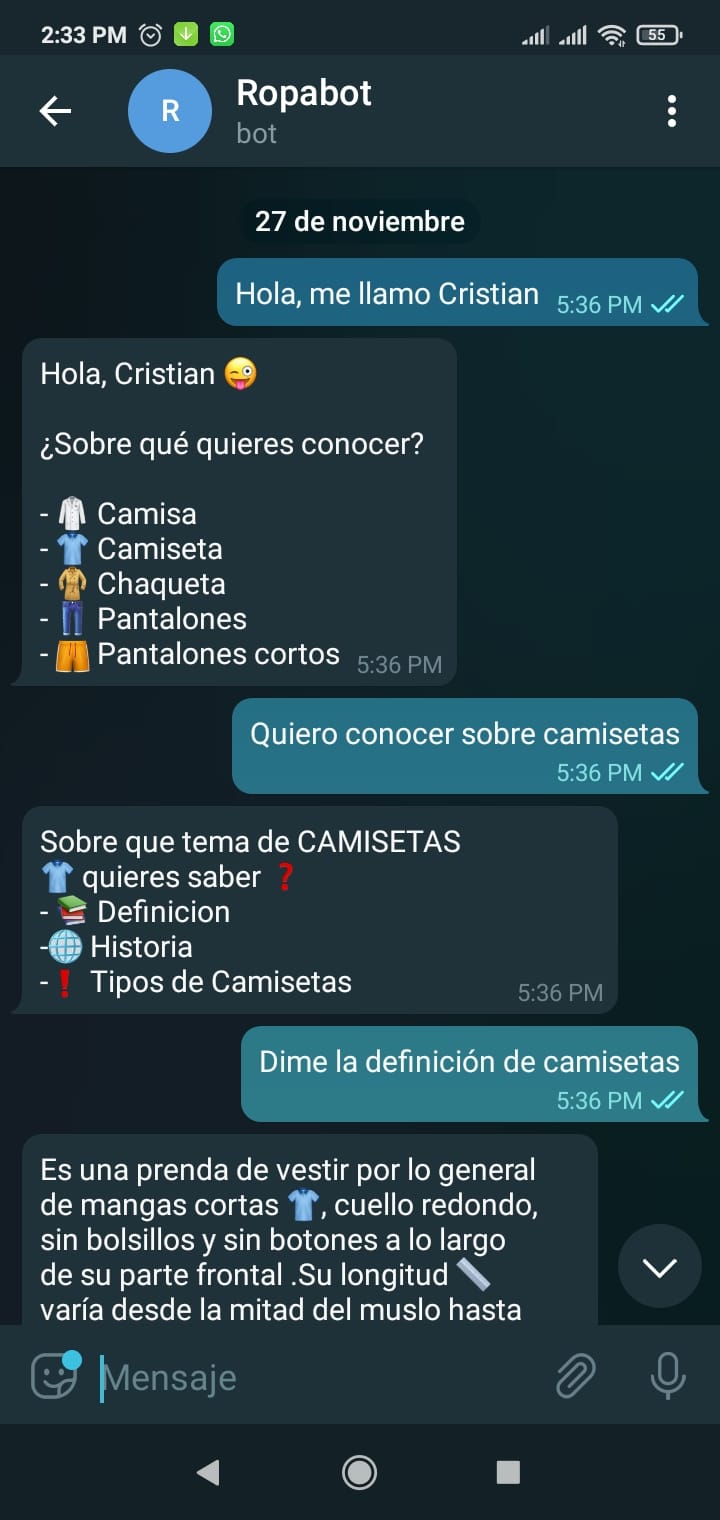 2:33 PM 55
R
Ropabot
bot
27 de noviembre
Hola, me llamo Cristian 5:36 PM
Hola, Cristian 😜
¿Sobre qué quieres conocer?
- 🥼 Camisa
- 👕 Camiseta
- 🧥 Chaqueta
- 👖 Pantalones
- 🩳 Pantalones cortos 5:36 PM
Quiero conocer sobre camisetas
5:36 PM
Sobre que tema de CAMISETAS
👕 quieres saber ❓
- 📚 Definicion
-🌐 Historia
- ❗ Tipos de Camisetas 5:36 PM
Dime la definición de camisetas
5:36 PM
Es una prenda de vestir por lo general
de mangas cortas 👕, cuello redondo,
sin bolsillos y sin botones a lo largo
de su parte frontal .Su longitud 📏
varía desde la mitad del muslo hasta
Mensaje